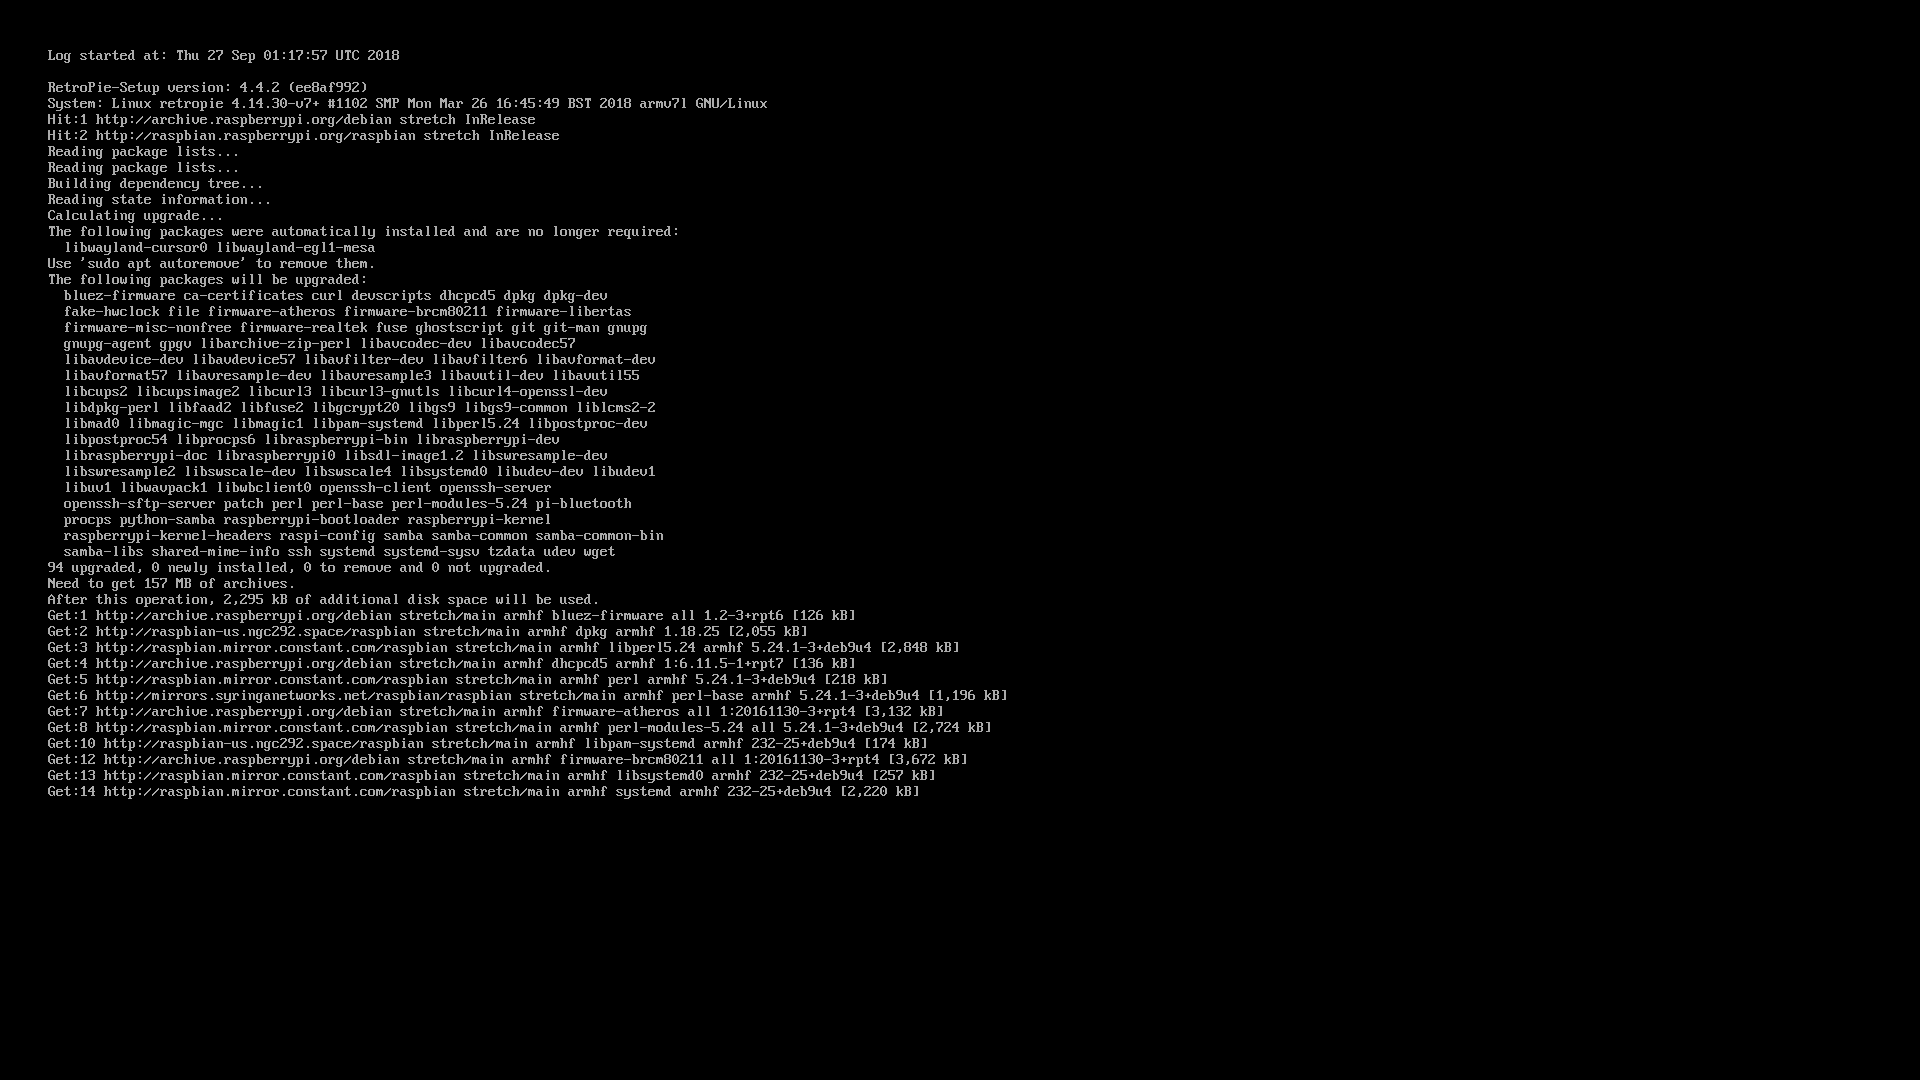 Log started at: Thu 27 Sep 01:17:57 UTC 2018
RetroPie-Setup version: 4.4.2 (ee8af992)
System: Linux retropie 4.14.30-v7+ #1102 SMP Mon Mar 26 16:45:49 BST 2018 armv7l GNU/Linux
Hit:1 http://archive.raspberrypi.org/debian stretch InRelease
Hit:2 http://raspbian.raspberrypi.org/raspbian stretch InRelease
Reading package lists...
Reading package lists...
Building dependency tree...
Reading state information...
Calculating upgrade...
The following packages were automatically installed and are no longer required:
  libwayland-cursor0 libwayland-egl1-mesa
Use 'sudo apt autoremove' to remove them.
The following packages will be upgraded:
  bluez-firmware ca-certificates curl devscripts dhcpcd5 dpkg dpkg-dev
  fake-hwclock file firmware-atheros firmware-brcm80211 firmware-libertas
  firmware-misc-nonfree firmware-realtek fuse ghostscript git git-man gnupg
  gnupg-agent gpgv libarchive-zip-perl libavcodec-dev libavcodec57
  libavdevice-dev libavdevice57 libavfilter-dev libavfilter6 libavformat-dev
  libavformat57 libavresample-dev libavresample3 libavutil-dev libavutil55
  libcups2 libcupsimage2 libcurl3 libcurl3-gnutls libcurl4-openssl-dev
  libdpkg-perl libfaad2 libfuse2 libgcrypt20 libgs9 libgs9-common liblcms2-2
  libmad0 libmagic-mgc libmagic1 libpam-systemd libperl5.24 libpostproc-dev
  libpostproc54 libprocps6 libraspberrypi-bin libraspberrypi-dev
  libraspberrypi-doc libraspberrypi0 libsdl-image1.2 libswresample-dev
  libswresample2 libswscale-dev libswscale4 libsystemd0 libudev-dev libudev1
  libuv1 libwavpack1 libwbclient0 openssh-client openssh-server
  openssh-sftp-server patch perl perl-base perl-modules-5.24 pi-bluetooth
  procps python-samba raspberrypi-bootloader raspberrypi-kernel
  raspberrypi-kernel-headers raspi-config samba samba-common samba-common-bin
  samba-libs shared-mime-info ssh systemd systemd-sysv tzdata udev wget
94 upgraded, 0 newly installed, 0 to remove and 0 not upgraded.
Need to get 157 MB of archives.
After this operation, 2,295 kB of additional disk space will be used.
Get:1 http://archive.raspberrypi.org/debian stretch/main armhf bluez-firmware all 1.2-3+rpt6 [126 kB]
Get:2 http://raspbian-us.ngc292.space/raspbian stretch/main armhf dpkg armhf 1.18.25 [2,055 kB]
Get:3 http://raspbian.mirror.constant.com/raspbian stretch/main armhf libperl5.24 armhf 5.24.1-3+deb9u4 [2,848 kB]
Get:4 http://archive.raspberrypi.org/debian stretch/main armhf dhcpcd5 armhf 1:6.11.5-1+rpt7 [136 kB]
Get:5 http://raspbian.mirror.constant.com/raspbian stretch/main armhf perl armhf 5.24.1-3+deb9u4 [218 kB]
Get:6 http://mirrors.syringanetworks.net/raspbian/raspbian stretch/main armhf perl-base armhf 5.24.1-3+deb9u4 [1,196 kB]
Get:7 http://archive.raspberrypi.org/debian stretch/main armhf firmware-atheros all 1:20161130-3+rpt4 [3,132 kB]
Get:8 http://raspbian.mirror.constant.com/raspbian stretch/main armhf perl-modules-5.24 all 5.24.1-3+deb9u4 [2,724 kB]
Get:10 http://raspbian-us.ngc292.space/raspbian stretch/main armhf libpam-systemd armhf 232-25+deb9u4 [174 kB]
Get:12 http://archive.raspberrypi.org/debian stretch/main armhf firmware-brcm80211 all 1:20161130-3+rpt4 [3,672 kB]
Get:13 http://raspbian.mirror.constant.com/raspbian stretch/main armhf libsystemd0 armhf 232-25+deb9u4 [257 kB]
Get:14 http://raspbian.mirror.constant.com/raspbian stretch/main armhf systemd armhf 232-25+deb9u4 [2,220 kB]